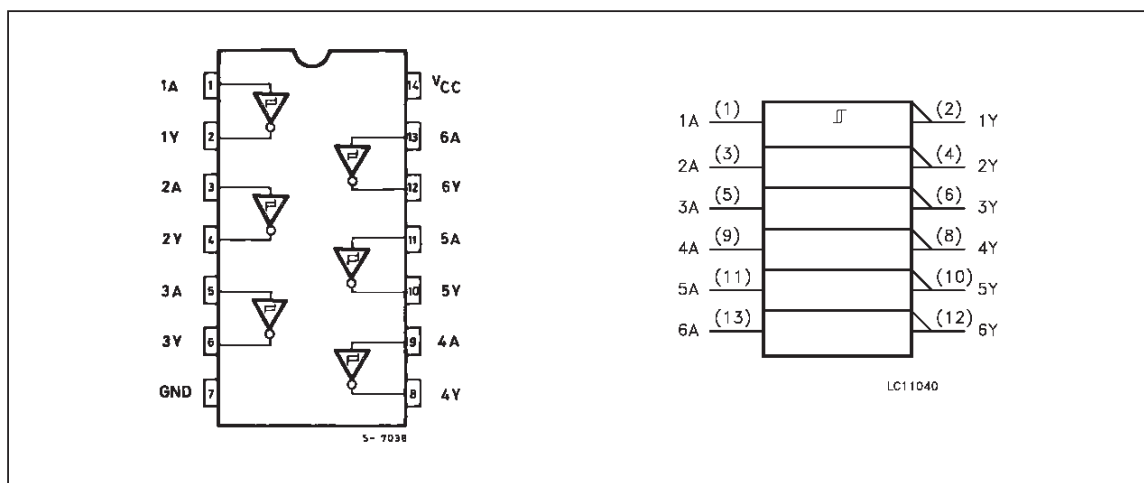 1A 1 14 VCC
1Y 2 13 6A
2A 3 12 6Y
2Y 4 11 5A
3A 5 10 5Y
3Y 6 9 4A
GND 7 8 4Y
S- 7038
1A (1) (2) 1Y
2A (3) (4) 2Y
3A (5) (6) 3Y
4A (9) (8) 4Y
5A (11) (10) 5Y
6A (13) (12) 6Y
LC11040